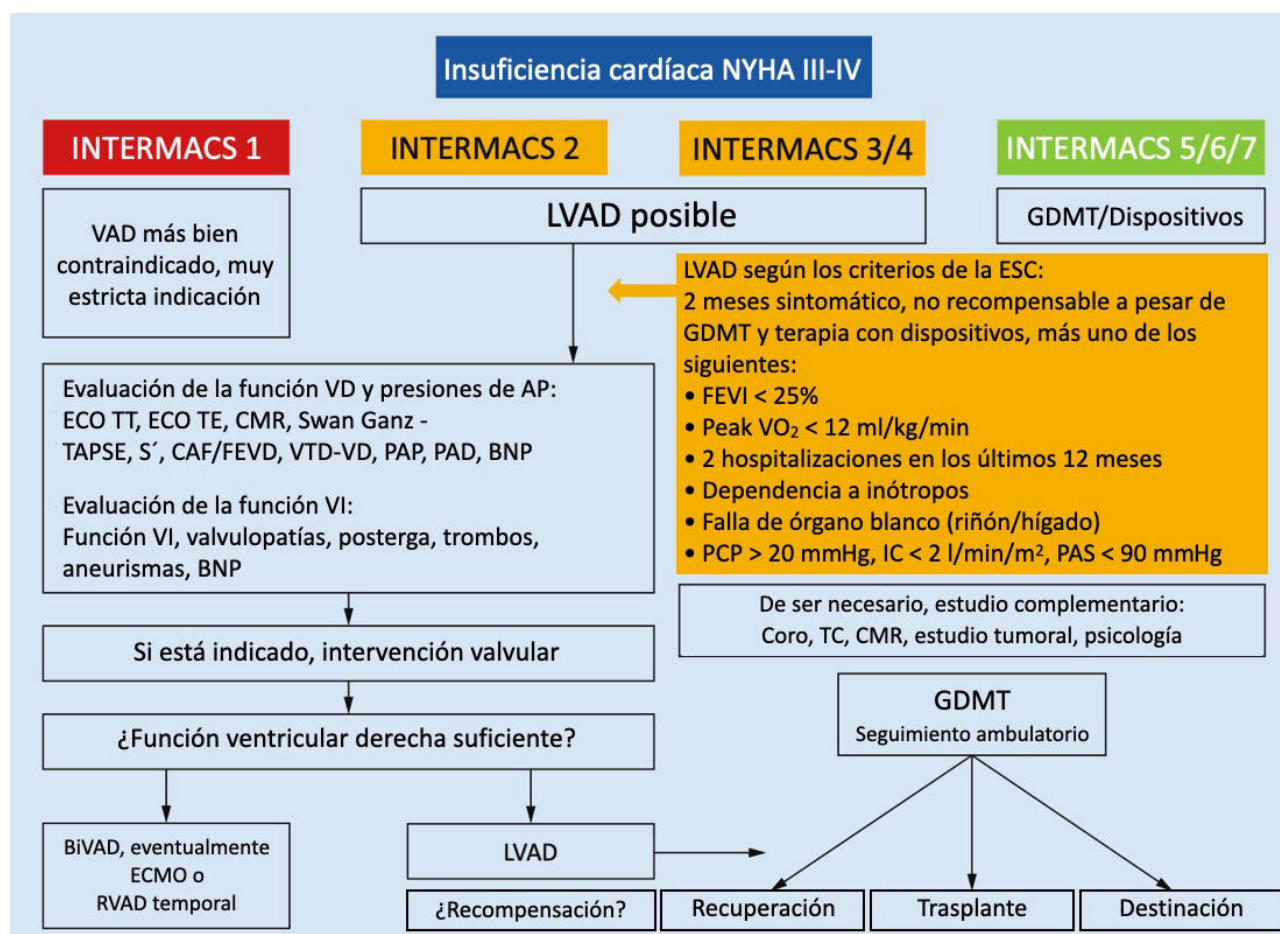 Insuficiencia cardíaca NYHA III-IV
INTERMACS 1
INTERMACS 2
INTERMACS 3/4
INTERMACS 5/6/7
VAD más bien
contraindicado, muy
estricta indicación
LVAD posible
GDMT/Dispositivos
LVAD según los criterios de la ESC:
2 meses sintomático, no recompensable a pesar de
GDMT y terapia con dispositivos, más uno de los
siguientes:
• FEVI < 25%
• Peak VO₂ < 12 ml/kg/min
• 2 hospitalizaciones en los últimos 12 meses
• Dependencia a inótropos
• Falla de órgano blanco (riñón/hígado)
• PCP > 20 mmHg, IC < 2 l/min/m², PAS < 90 mmHg
Evaluación de la función VD y presiones de AP:
ECO TT, ECO TE, CMR, Swan Ganz -
TAPSE, S´, CAF/FEVD, VTD-VD, PAP, PAD, BNP
Evaluación de la función VI:
Función VI, valvulopatías, posterga, trombos,
aneurismas, BNP
De ser necesario, estudio complementario:
Coro, TC, CMR, estudio tumoral, psicología
Si está indicado, intervención valvular
GDMT
Seguimiento ambulatorio
¿Función ventricular derecha suficiente?
BiVAD, eventualmente
ECMO o
RVAD temporal
LVAD
¿Recompensación?
Recuperación
Trasplante
Destinación